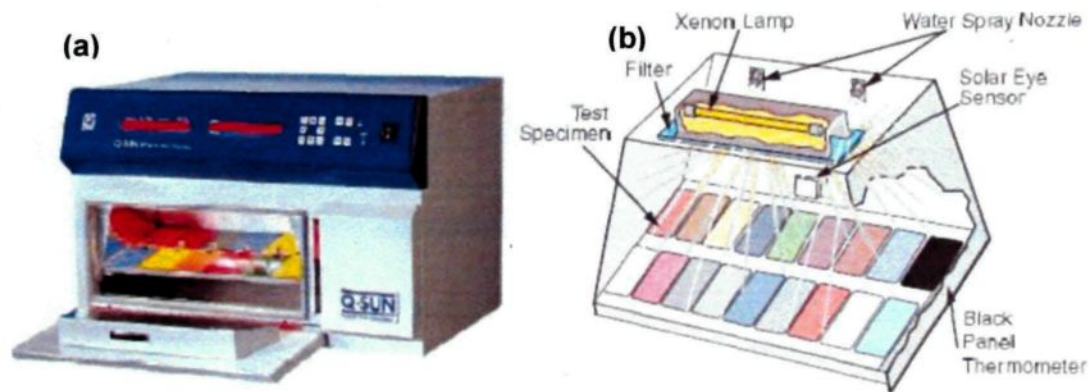 (a)
Q-SUN
(b)
Xenon Lamp
Water Spray Nozzle
Filter
Solar Eye
Sensor
Test
Specimen
Black
Panel
Thermometer